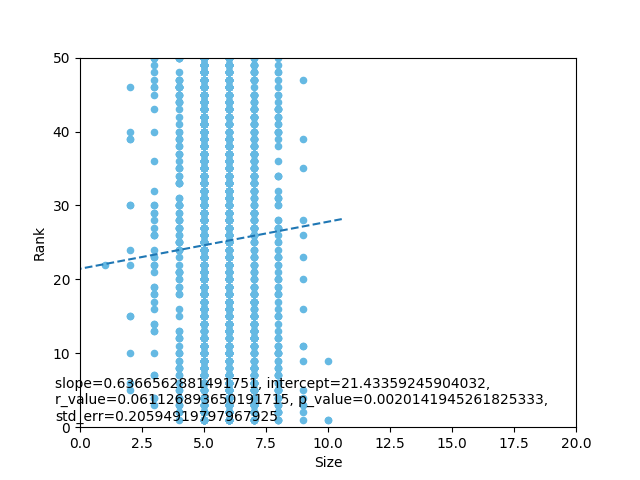 50
40
30
20
10
0
Rank
slope=0.6366562881491751, intercept=21.43359245904032,
r_value=0.061126893650191715, p_value=0.0020141945261825333,
std_err=0.20594919797967925
0.0 2.5 5.0 7.5 10.0 12.5 15.0 17.5 20.0
Size